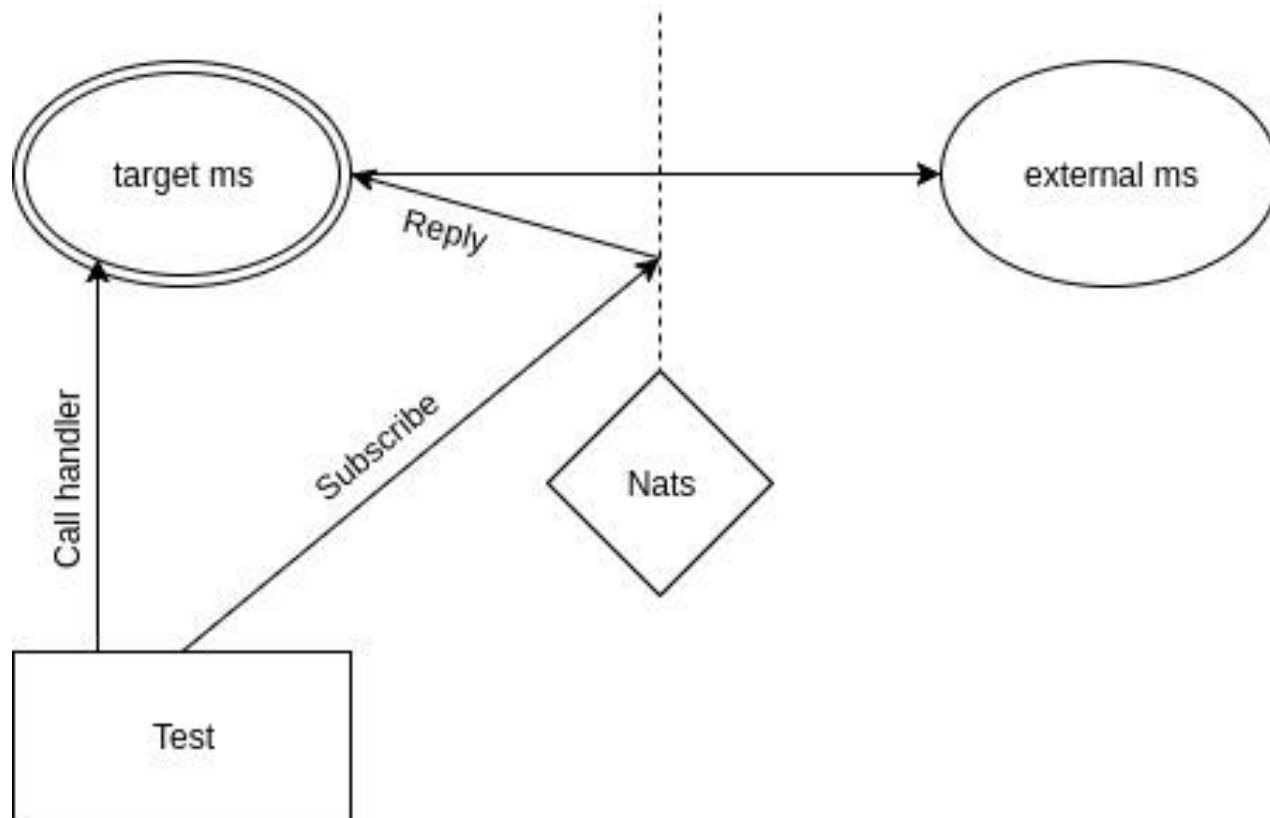 target ms
external ms
Reply
Subscribe
Call handler
Nats
Test